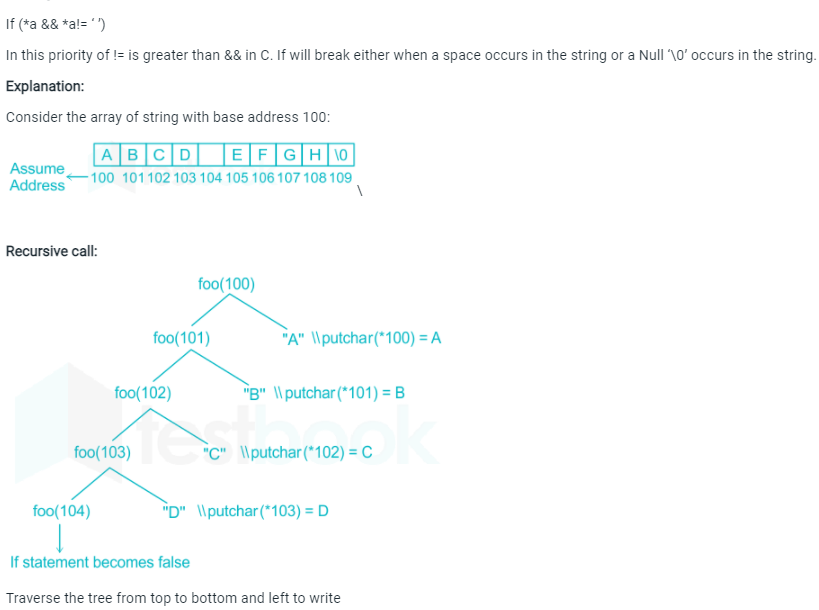 If (*a && *a!= ‘ ’)
In this priority of != is greater than && in C. If will break either when a space occurs in the string or a Null ‘\0’ occurs in the string.
Explanation:
Consider the array of string with base address 100:
A B C D E F G H \0
Assume
Address
100 101 102 103 104 105 106 107 108 109
\
Recursive call:
foo(100)
foo(101) "A" \\putchar(*100) = A
foo(102) "B" \\putchar(*101) = B
testbook
foo(103) "C" \\putchar(*102) = C
foo(104) "D" \\putchar(*103) = D
If statement becomes false
Traverse the tree from top to bottom and left to write